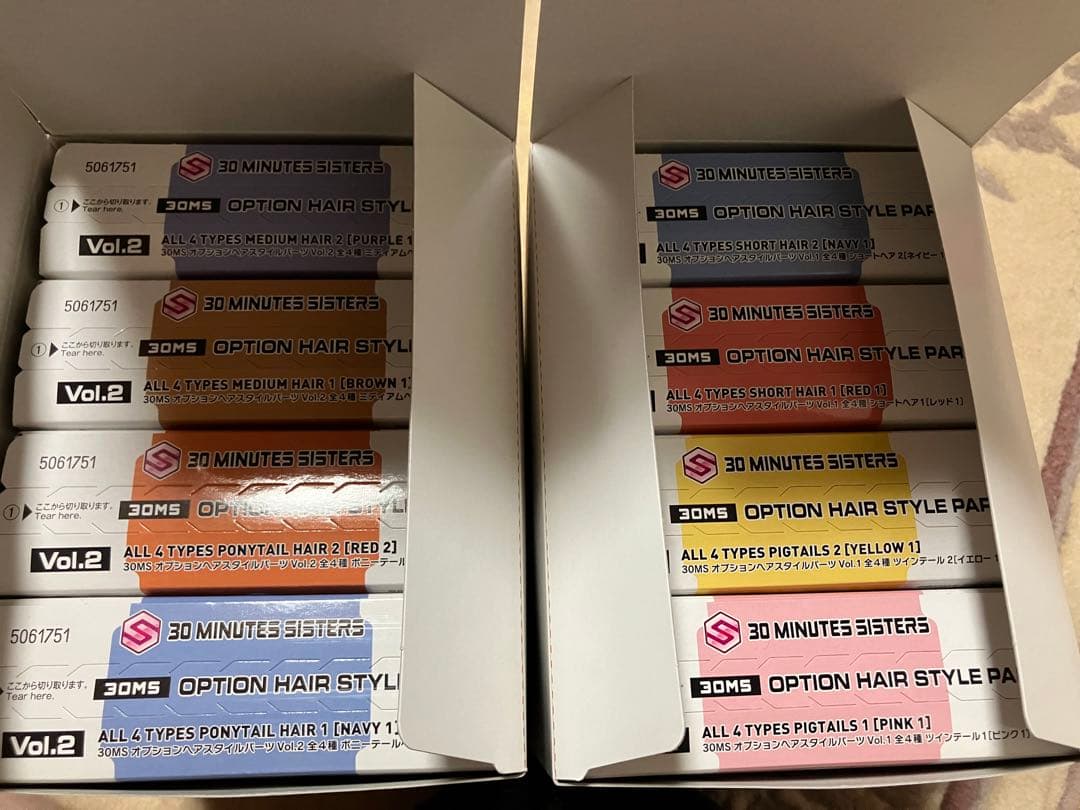 5061751
30 MINUTES SISTERS
① ▶ ここから切り取ります。
Tear here.
30MS OPTION HAIR STYL
Vol.2
ALL 4 TYPES MEDIUM HAIR 2 [PURPLE 1
30MS オプションヘアスタイルパーツ Vol.2 全4種 ミディアムヘ
5061751
30 MINUTES SISTERS
① ▶ ここから切り取ります。
Tear here.
30MS OPTION HAIR STYL
Vol.2
ALL 4 TYPES MEDIUM HAIR 1 [BROWN 1]
30MS オプションヘアスタイルパーツ Vol.2 全4種 ミディアムヘ
5061751
30 MINUTES SISTERS
① ▶ ここから切り取ります。
Tear here.
30MS OPTION HAIR STYL
Vol.2
ALL 4 TYPES PONYTAIL HAIR 2 [RED 2]
30MS オプションヘアスタイルパーツ Vol.2 全4種 ポニーテール
5061751
30 MINUTES SISTERS
ここから切り取ります。
Tear here.
30MS OPTION HAIR STYL
Vol.2
ALL 4 TYPES PONYTAIL HAIR 1 [NAVY 1]
30MS オプションヘアスタイルパーツ Vol.2 全4種 ポニーテール
30 MINUTES SISTERS
30MS OPTION HAIR STYLE PAR
ALL 4 TYPES SHORT HAIR 2 [NAVY 1]
30MS オプションヘアスタイルパーツ Vol.1 全4種 ショートヘア2[ネイビー1
30 MINUTES SISTERS
30MS OPTION HAIR STYLE PAR
ALL 4 TYPES SHORT HAIR 1 [RED 1]
30MS オプションヘアスタイルパーツ Vol.1 全4種 ショートヘア1[レッド1]
30 MINUTES SISTERS
30MS OPTION HAIR STYLE PAR
ALL 4 TYPES PIGTAILS 2 [YELLOW 1]
30MS オプションヘアスタイルパーツ Vol.1 全4種 ツインテール2[イエロー1
30 MINUTES SISTERS
30MS OPTION HAIR STYLE PA
ALL 4 TYPES PIGTAILS 1 [PINK 1]
30MS オプションヘアスタイルパーツ Vol.1 全4種 ツインテール1[ピンク1]